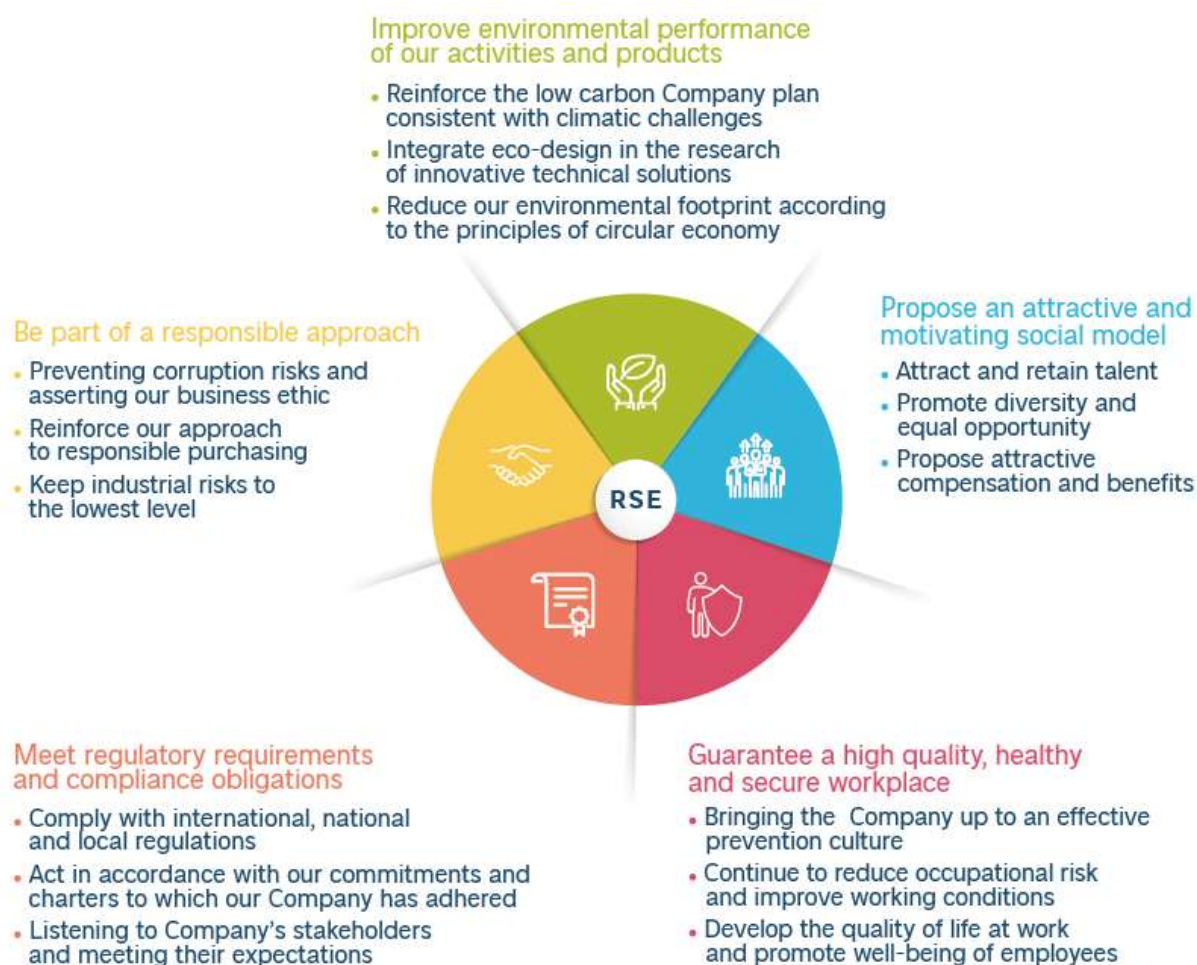 Improve environmental performance
of our activities and products
• Reinforce the low carbon Company plan
consistent with climatic challenges
• Integrate eco-design in the research
of innovative technical solutions
• Reduce our environmental footprint according
to the principles of circular economy
Be part of a responsible approach
• Preventing corruption risks and
asserting our business ethic
• Reinforce our approach
to responsible purchasing
• Keep industrial risks to
the lowest level
RSE
Propose an attractive and
motivating social model
• Attract and retain talent
• Promote diversity and
equal opportunity
• Propose attractive
compensation and benefits
Meet regulatory requirements
and compliance obligations
• Comply with international, national
and local regulations
• Act in accordance with our commitments and
charters to which our Company has adhered
• Listening to Company's stakeholders
and meeting their expectations
Guarantee a high quality, healthy
and secure workplace
• Bringing the Company up to an effective
prevention culture
• Continue to reduce occupational risk
and improve working conditions
• Develop the quality of life at work
and promote well-being of employees